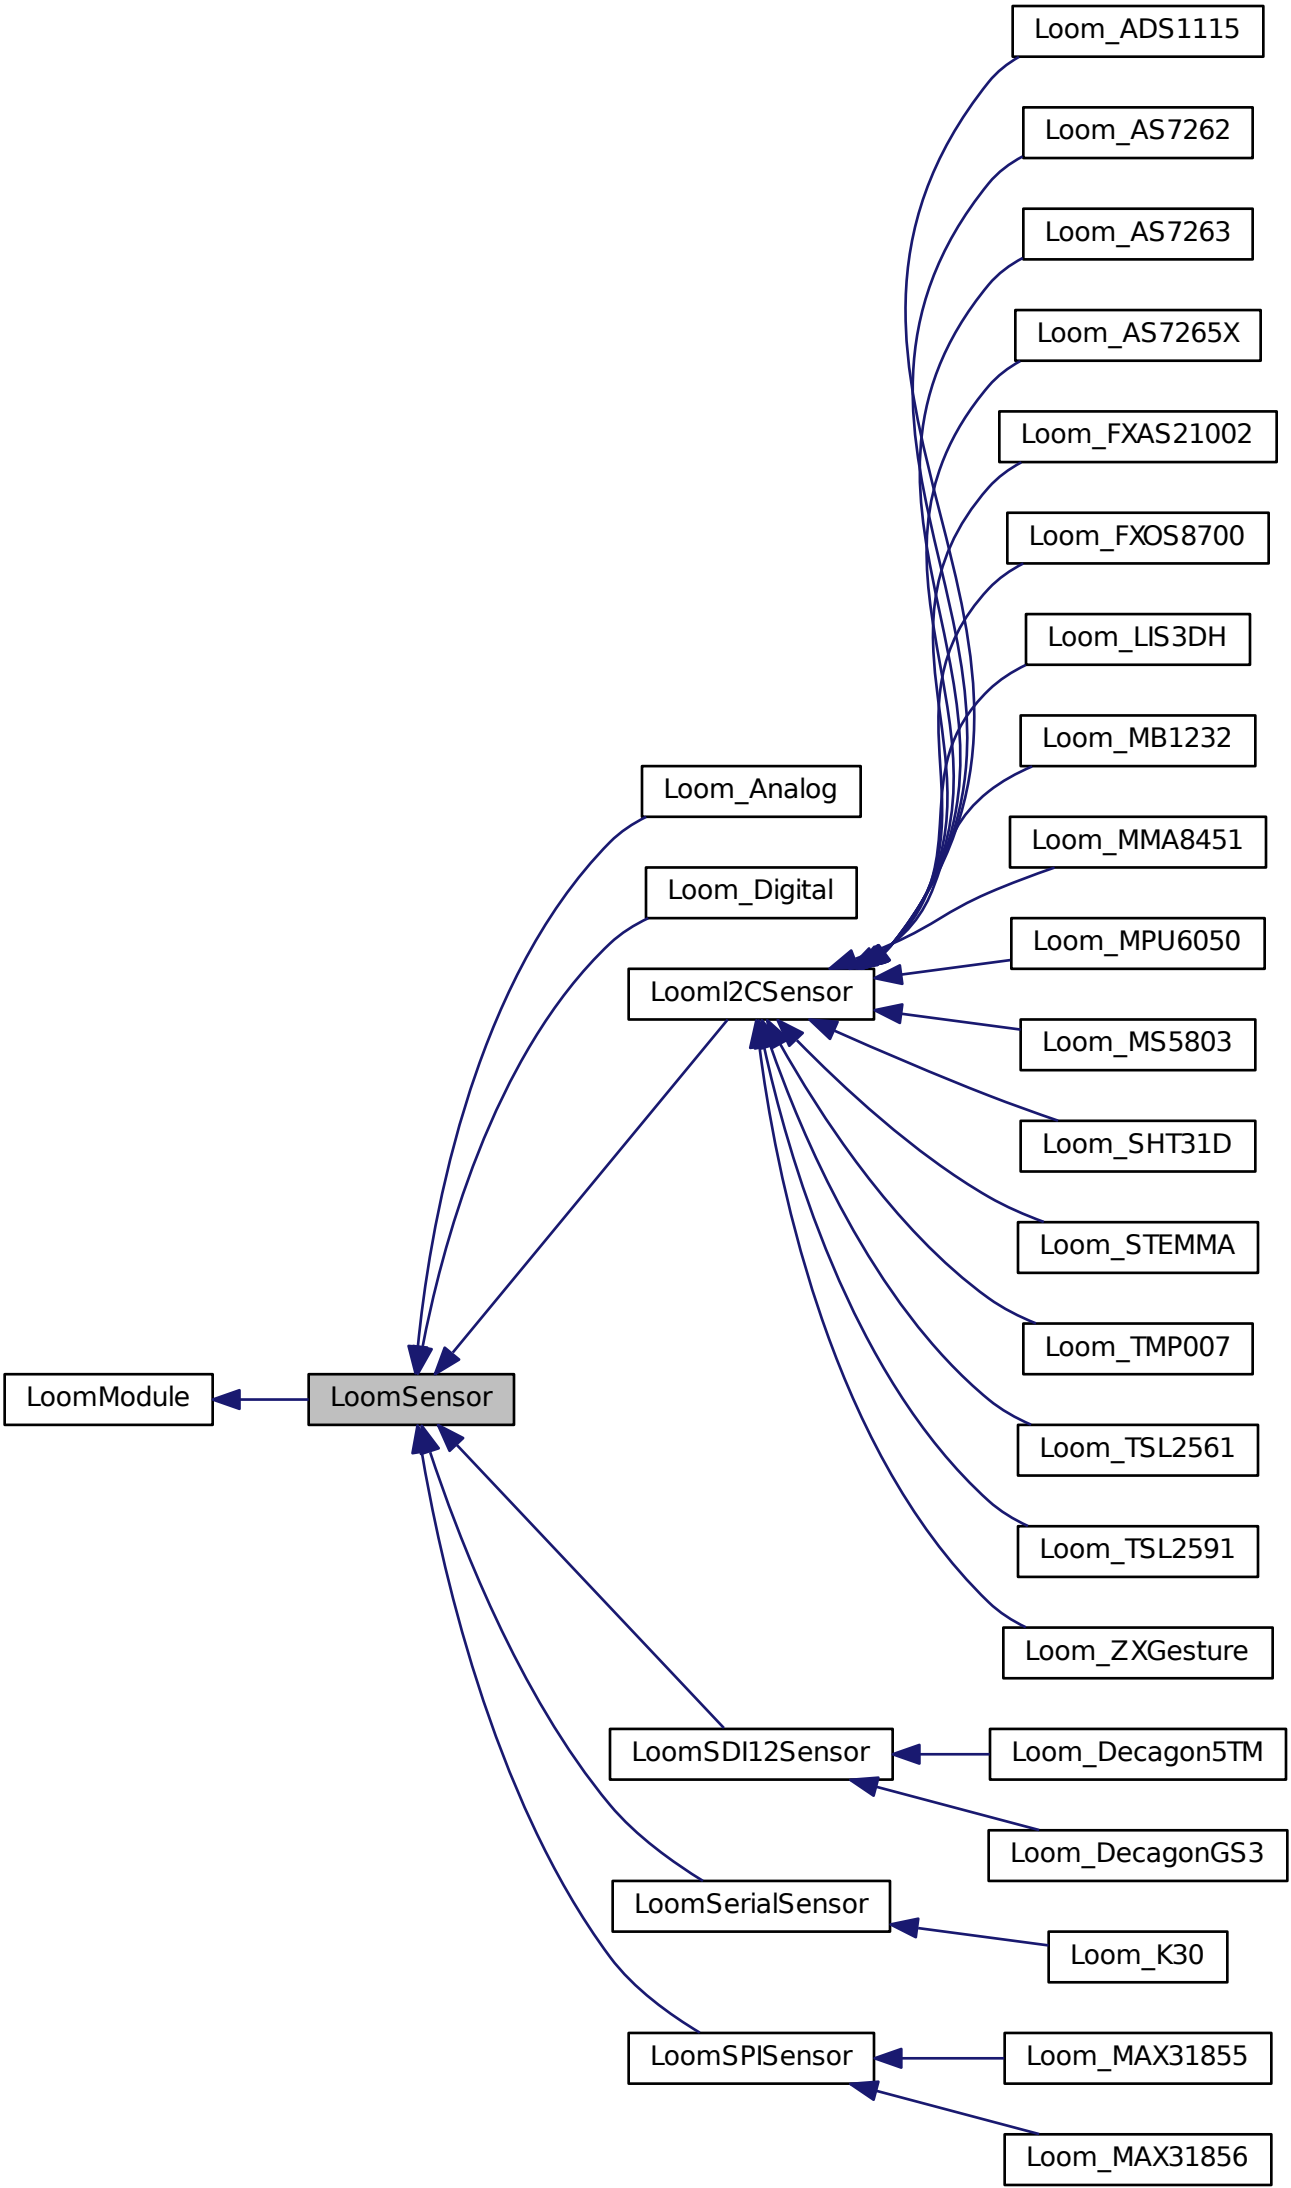 Loom_ADS1115
Loom_AS7262
Loom_AS7263
Loom_AS7265X
Loom_FXAS21002
Loom_FXOS8700
Loom_LIS3DH
Loom_MB1232
Loom_Analog
Loom_MMA8451
Loom_Digital
Loom_MPU6050
LoomI2CSensor
Loom_MS5803
Loom_SHT31D
Loom_STEMMA
Loom_TMP007
LoomModule
LoomSensor
Loom_TSL2561
Loom_TSL2591
Loom_ZXGesture
LoomSDI12Sensor
Loom_Decagon5TM
Loom_DecagonGS3
LoomSerialSensor
Loom_K30
LoomSPISensor
Loom_MAX31855
Loom_MAX31856